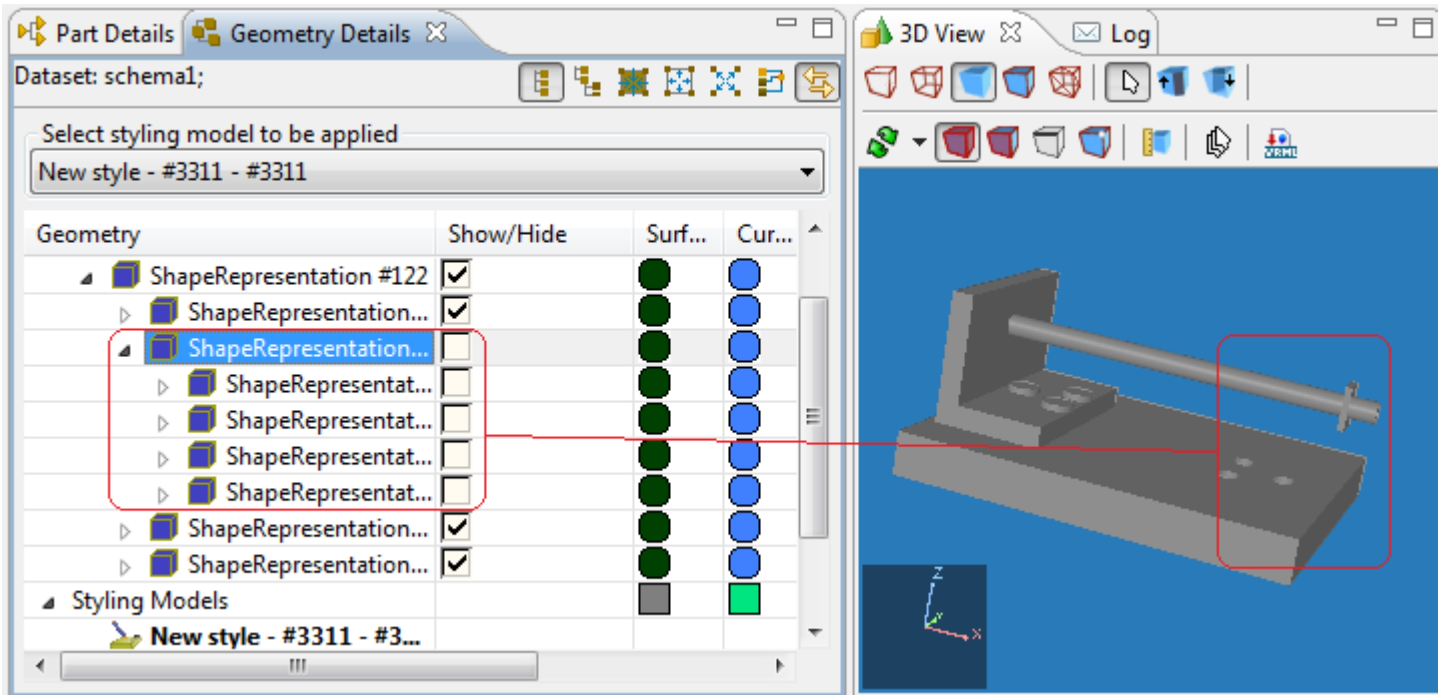 Part Details
Geometry Details
Dataset: schema1;
Select styling model to be applied
New style - #3311 - #3311
Geometry Show/Hide Surf... Cur...
ShapeRepresentation #122
ShapeRepresentation...
ShapeRepresentation...
ShapeRepresentat...
ShapeRepresentat...
ShapeRepresentat...
ShapeRepresentat...
ShapeRepresentation...
ShapeRepresentation...
Styling Models
New style - #3311 - #3...
3D View
Log
VRML
Z
Y
X